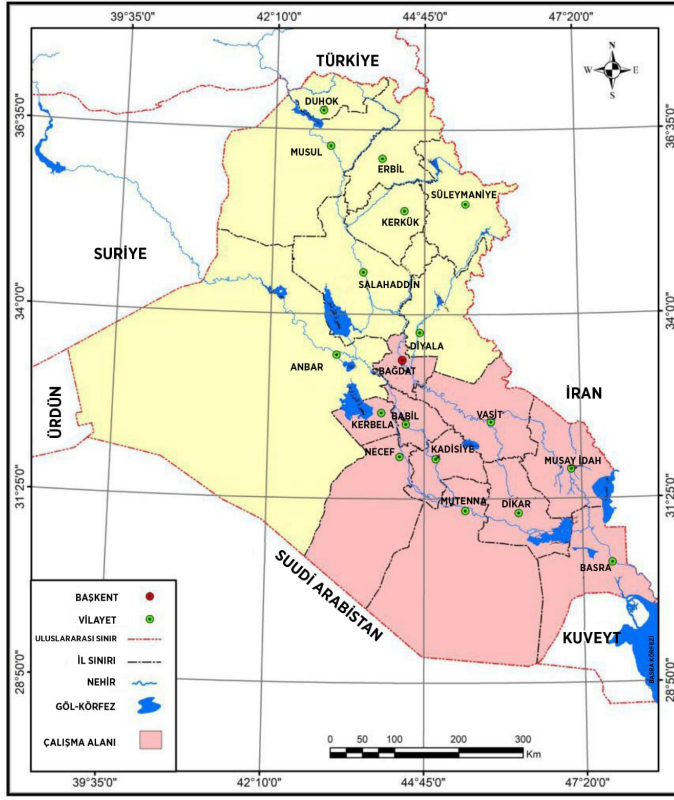 39°35'0"
42°10'0"
44°45'0"
47°20'0"
TÜRKİYE
N
W
E
S
36°35'0"
36°35'0"
DUHOK
MUSUL
ERBİL
SÜLEYMANİYE
KERKÜK
SURİYE
SALAHADDİN
34°0'0"
34°0'0"
DİYALA
ANBAR
BAĞDAT
İRAN
ÜRDÜN
KERBELA
BABİL
VASİT
NECEF
KADİSİYE
MUSAY İDAH
31°25'0"
31°25'0"
MUTENNA
DİKAR
BASRA
SUUDİ ARABİSTAN
KUVEYT
BASRA KÖRFEZİ
28°50'0"
28°50'0"
BAŞKENT
VİLAYET
ULUSLARARASI SINIR
İL SINIRI
NEHİR
GÖL-KÖRFEZ
ÇALIŞMA ALANI
0 25 50 100 200 300
Km
39°35'0"
42°10'0"
44°45'0"
47°20'0"